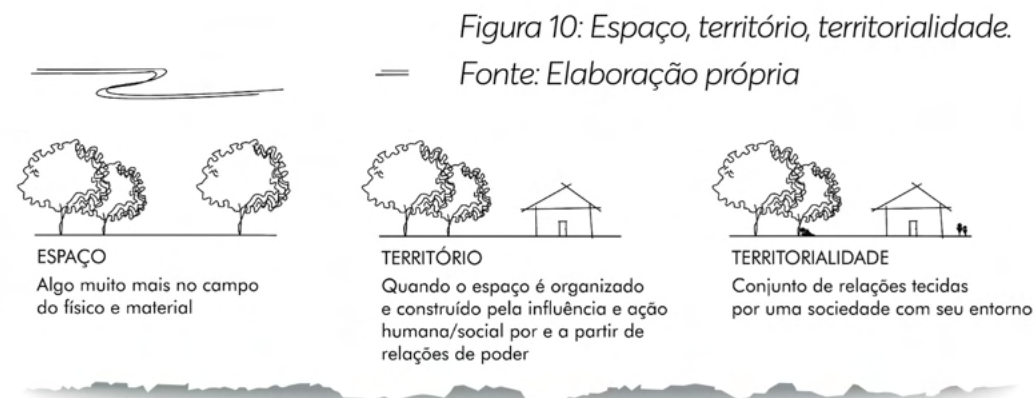 Figura 10: Espaço, território, territorialidade.
Fonte: Elaboração própria
ESPAÇO
Algo muito mais no campo
do físico e material
TERRITÓRIO
Quando o espaço é organizado
e construído pela influência e ação
humana/social por e a partir de
relações de poder
TERRITORIALIDADE
Conjunto de relações tecidas
por uma sociedade com seu entorno